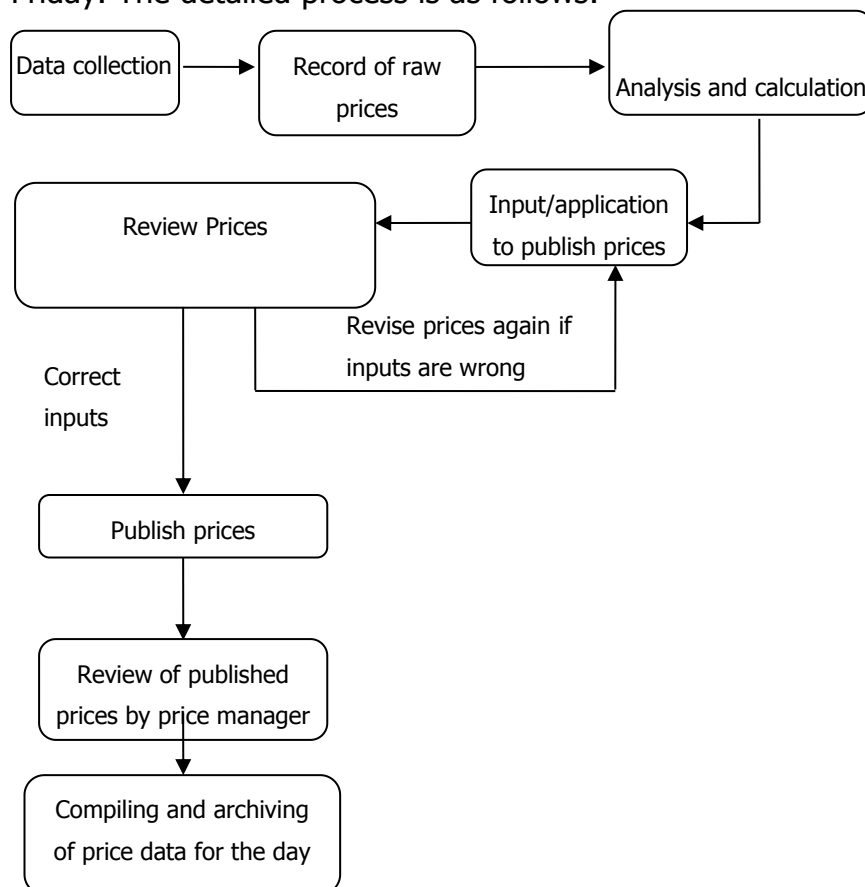 Friday. The detailed process is as follows:
Data collection
Record of raw
prices
Analysis and calculation
Input/application
to publish prices
Review Prices
Revise prices again if
inputs are wrong
Correct
inputs
Publish prices
Review of published
prices by price manager
Compiling and archiving
of price data for the day